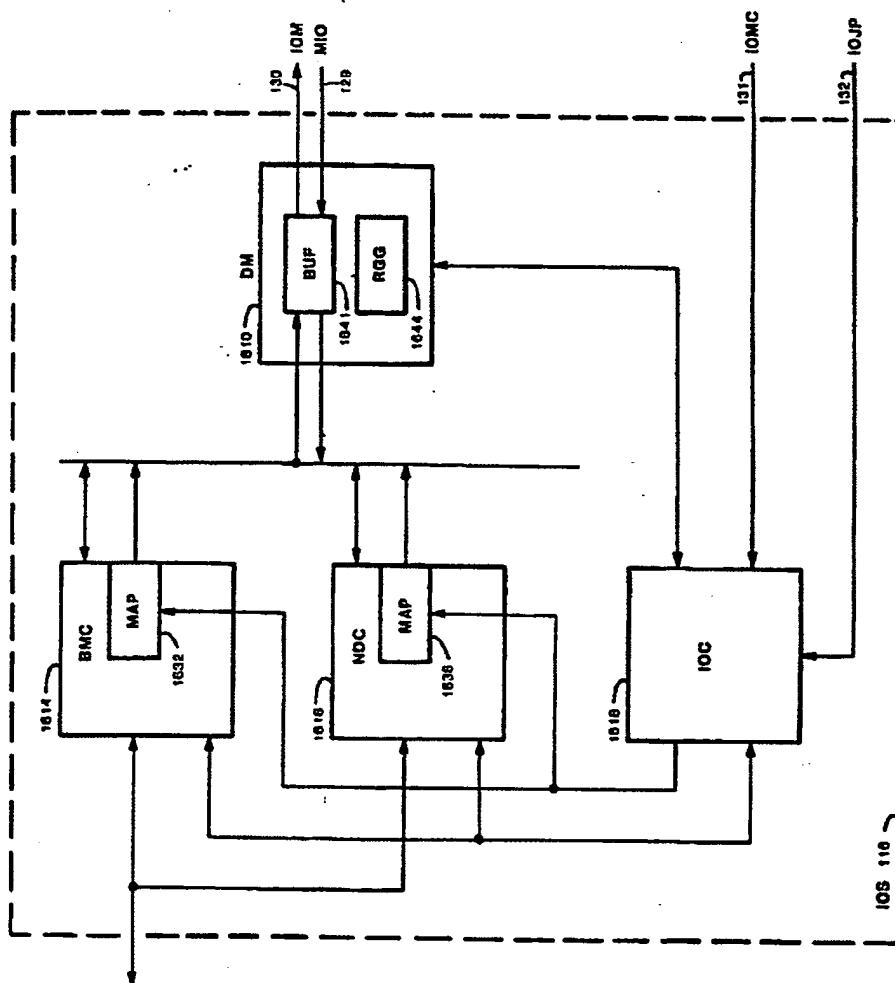 130 IOM
129 MIO
131 IOMC
132 IOJP
DM
1610
BUF
1641
RGG
1644
BMC
1614
MAP
1632
NDC
1616
MAP
1636
IOC
1618
IOS 116